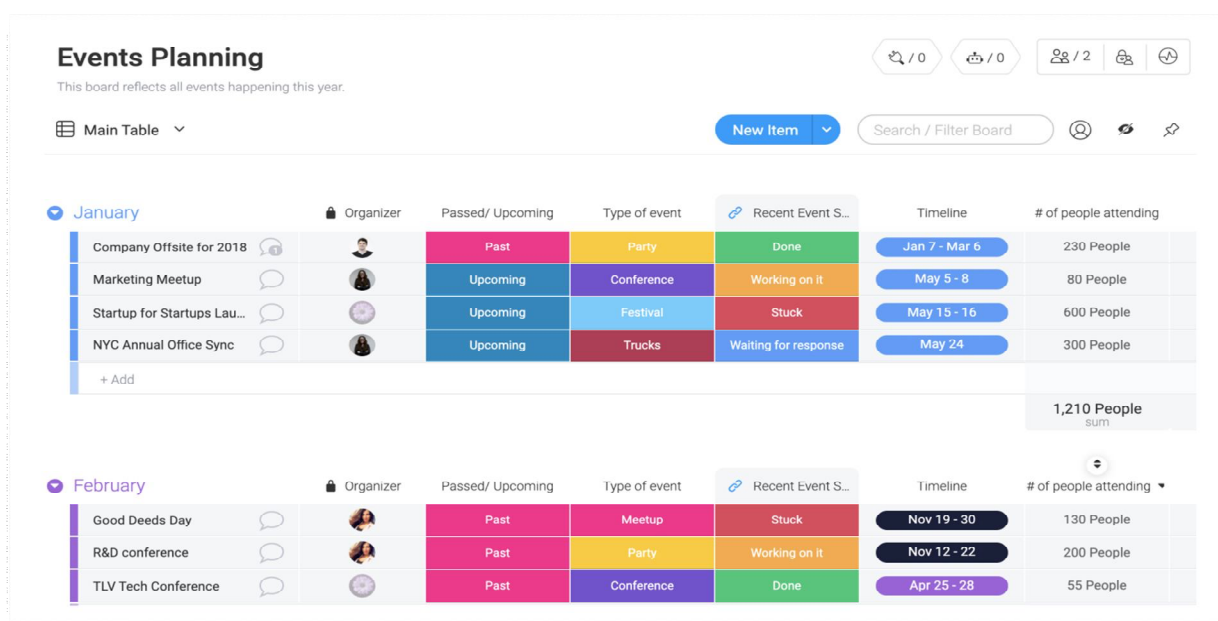 Events Planning
/ 0
/ 0
/ 2
This board reflects all events happening this year.
Main Table
New Item
Search / Filter Board
January Organizer Passed/ Upcoming Type of event Recent Event S... Timeline # of people attending
Company Offsite for 2018 1 Past Party Done Jan 7 - Mar 6 230 People
Marketing Meetup Upcoming Conference Working on it May 5 - 8 80 People
Startup for Startups Lau... Upcoming Festival Stuck May 15 - 16 600 People
NYC Annual Office Sync Upcoming Trucks Waiting for response May 24 300 People
+ Add
1,210 People
sum
February Organizer Passed/ Upcoming Type of event Recent Event S... Timeline # of people attending
Good Deeds Day Past Meetup Stuck Nov 19 - 30 130 People
R&D conference Past Party Working on it Nov 12 - 22 200 People
TLV Tech Conference Past Conference Done Apr 25 - 28 55 People